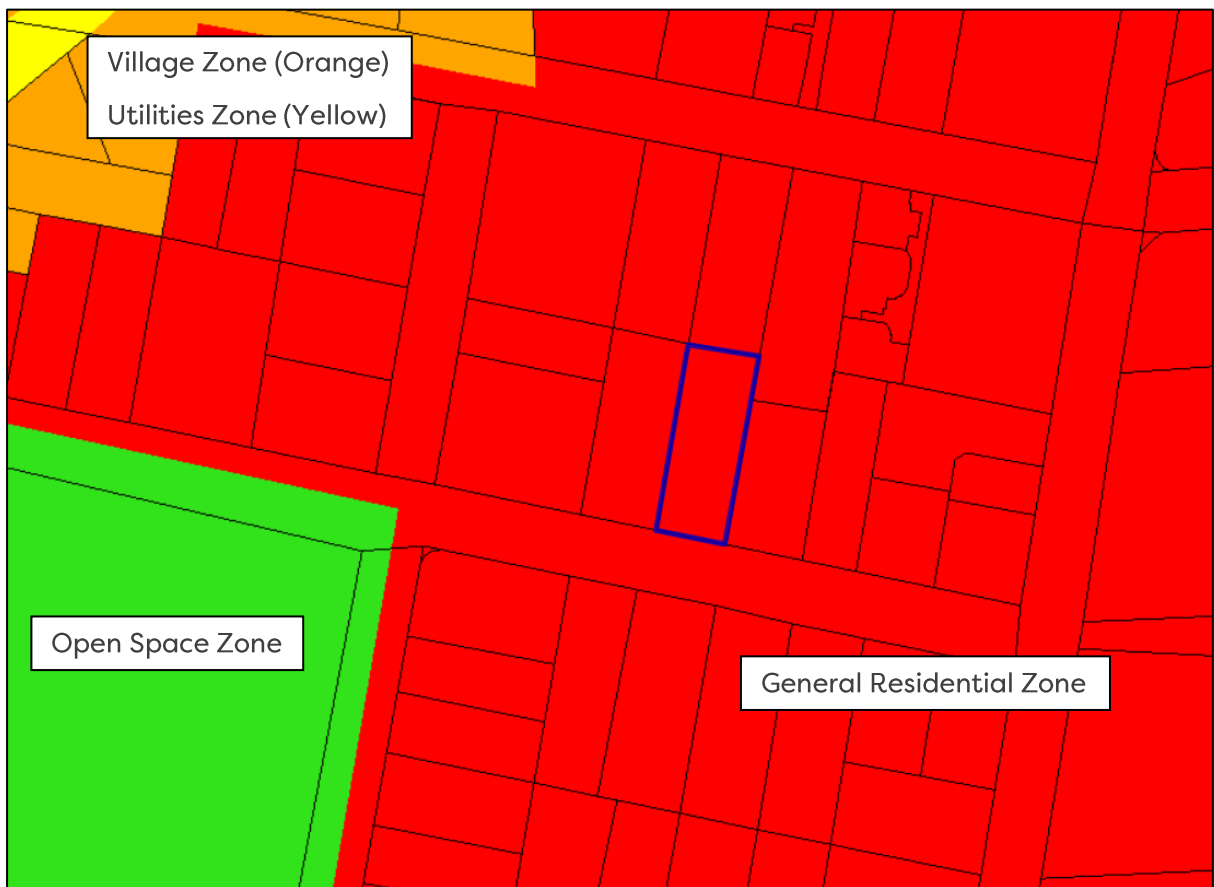 Village Zone (Orange)
Utilities Zone (Yellow)
Open Space Zone
General Residential Zone